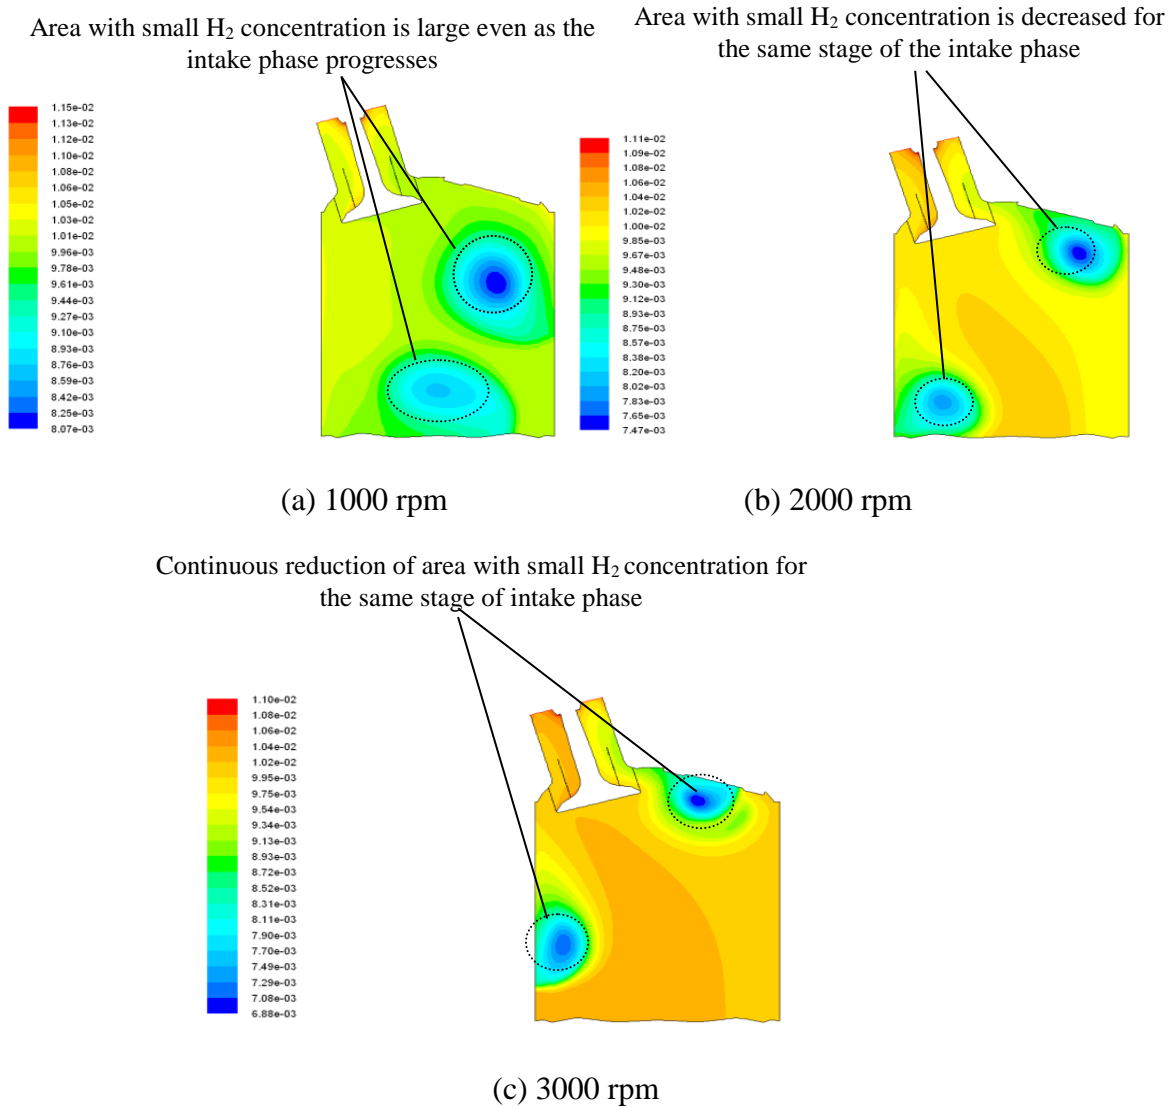 Area with small H₂ concentration is large even as the
intake phase progresses
1.15e-02
1.13e-02
1.12e-02
1.10e-02
1.08e-02
1.06e-02
1.05e-02
1.03e-02
1.01e-02
9.96e-03
9.78e-03
9.61e-03
9.44e-03
9.27e-03
9.10e-03
8.93e-03
8.76e-03
8.59e-03
8.42e-03
8.25e-03
8.07e-03
(a) 1000 rpm
Area with small H₂ concentration is decreased for
the same stage of the intake phase
1.11e-02
1.09e-02
1.08e-02
1.06e-02
1.04e-02
1.02e-02
1.00e-02
9.85e-03
9.67e-03
9.48e-03
9.30e-03
9.12e-03
8.93e-03
8.75e-03
8.57e-03
8.38e-03
8.20e-03
8.02e-03
7.83e-03
7.65e-03
7.47e-03
(b) 2000 rpm
Continuous reduction of area with small H₂ concentration for
the same stage of intake phase
1.10e-02
1.08e-02
1.06e-02
1.04e-02
1.02e-02
9.95e-03
9.75e-03
9.54e-03
9.34e-03
9.13e-03
8.93e-03
8.72e-03
8.52e-03
8.31e-03
8.11e-03
7.90e-03
7.70e-03
7.49e-03
7.29e-03
7.08e-03
6.88e-03
(c) 3000 rpm